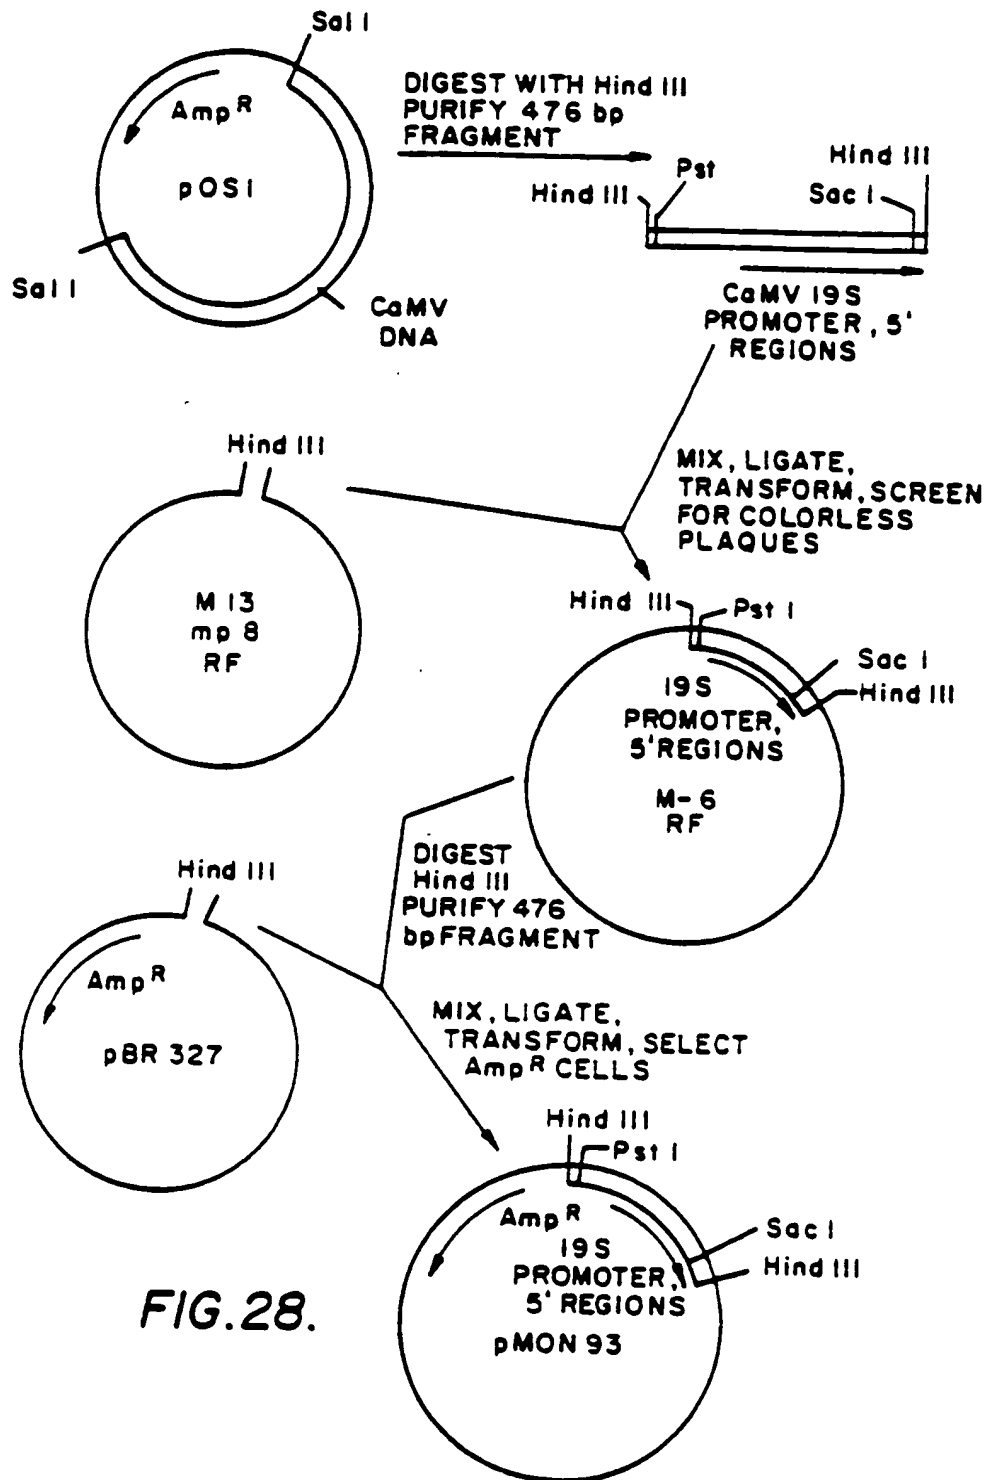 Sal I
Amp R
pOS1
Sal I
CaMV
DNA
DIGEST WITH Hind III
PURIFY 476 bp
FRAGMENT
Hind III
Pst
Sac I
Hind III
CaMV 19S
PROMOTER, 5'
REGIONS
Hind III
M 13
mp 8
RF
MIX, LIGATE,
TRANSFORM, SCREEN
FOR COLORLESS
PLAQUES
Hind III
Pst I
Sac I
Hind III
19S
PROMOTER,
5' REGIONS
M-6
RF
DIGEST
Hind III
PURIFY 476
bp FRAGMENT
Hind III
Amp R
pBR 327
MIX, LIGATE,
TRANSFORM, SELECT
Amp R CELLS
Hind III
Pst I
Amp R
Sac I
Hind III
19S
PROMOTER,
5' REGIONS
pMON 93
FIG. 28.